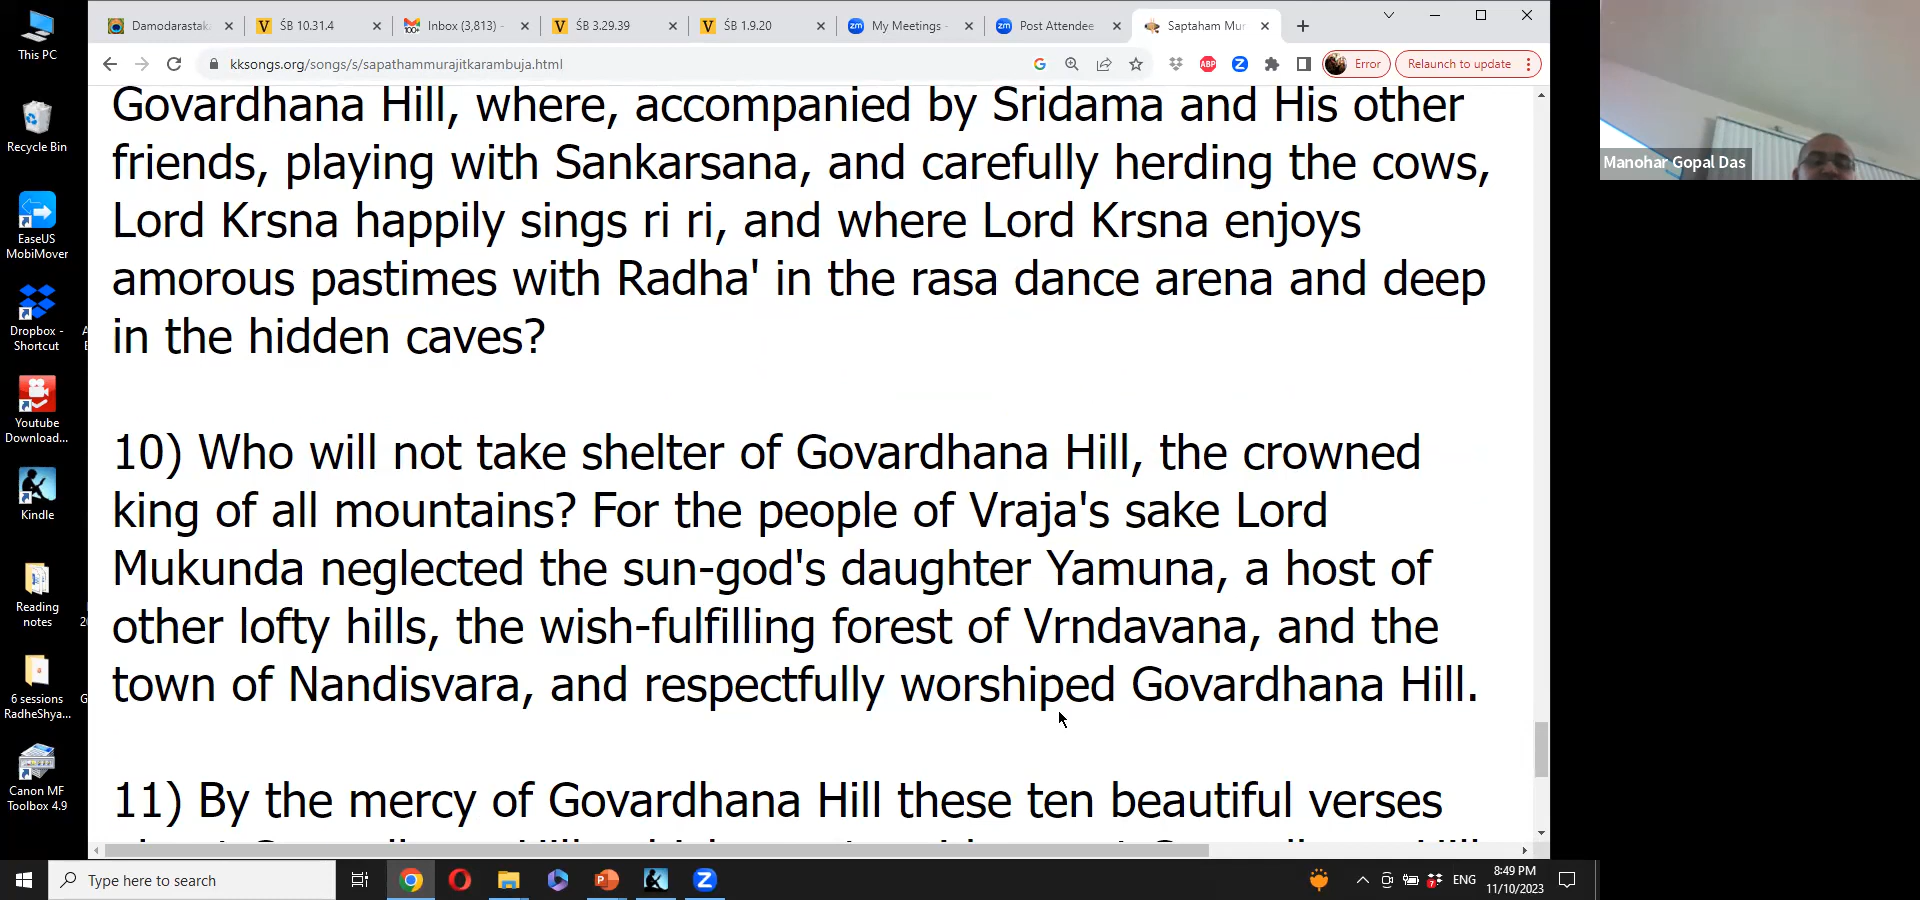 Damodarastak
ŚB 10.31.4
Inbox (3,813) -
ŚB 3.29.39
ŚB 1.9.20
My Meetings -
Post Attendee
Saptaham Mur
kksongs.org/songs/s/sapathammurajitkarambuja.html
Error
Relaunch to update
Govardhana Hill, where, accompanied by Sridama and His other
friends, playing with Sankarsana, and carefully herding the cows,
Lord Krsna happily sings ri ri, and where Lord Krsna enjoys
amorous pastimes with Radha' in the rasa dance arena and deep
in the hidden caves?
10) Who will not take shelter of Govardhana Hill, the crowned
king of all mountains? For the people of Vraja's sake Lord
Mukunda neglected the sun-god's daughter Yamuna, a host of
other lofty hills, the wish-fulfilling forest of Vrndavana, and the
town of Nandisvara, and respectfully worshiped Govardhana Hill.
11) By the mercy of Govardhana Hill these ten beautiful verses
This PC
Recycle Bin
EaseUS
MobiMover
Dropbox -
Shortcut
Youtube
Download...
Kindle
Reading
notes
6 sessions
RadheShya...
Canon MF
Toolbox 4.9
Type here to search
ENG
8:49 PM
11/10/2023
Manohar Gopal Das